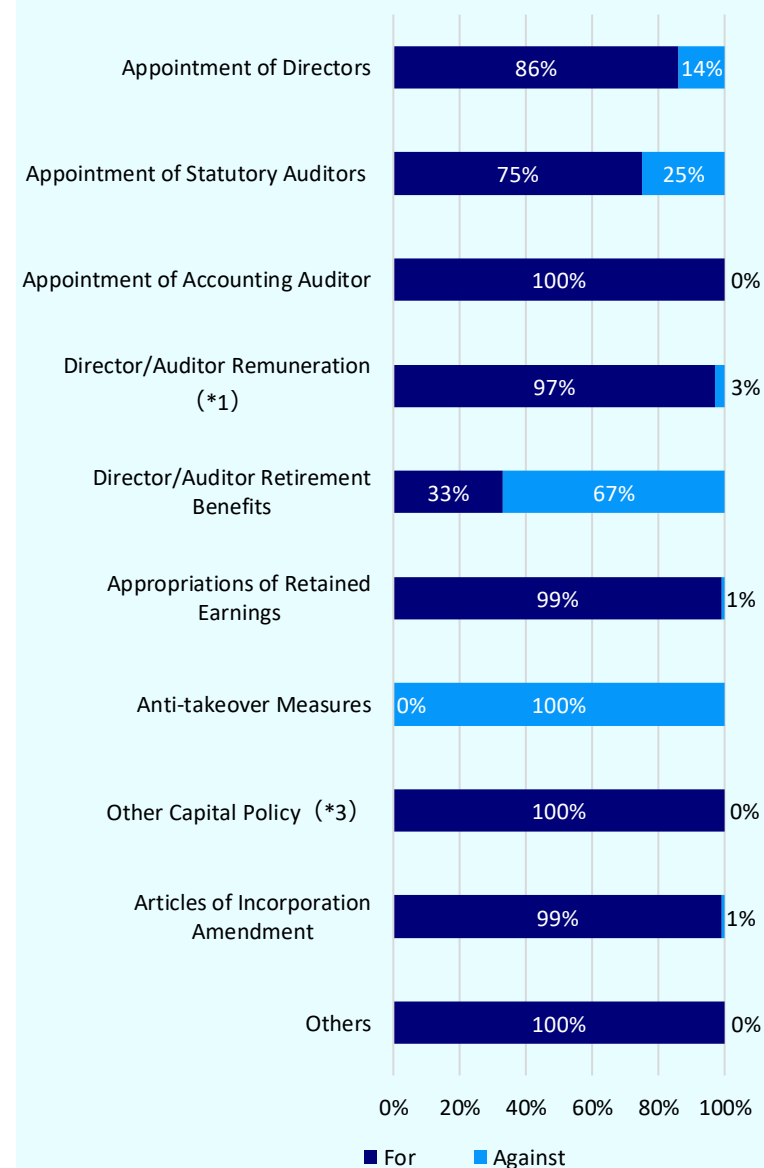 Appointment of Directors
86% 14%
Appointment of Statutory Auditors
75% 25%
Appointment of Accounting Auditor
100% 0%
Director/Auditor Remuneration
（*1）
97% 3%
Director/Auditor Retirement
Benefits
33% 67%
Appropriations of Retained
Earnings
99% 1%
Anti-takeover Measures
0% 100%
Other Capital Policy（*3）
100% 0%
Articles of Incorporation
Amendment
99% 1%
Others
100% 0%
0% 20% 40% 60% 80% 100%
For Against